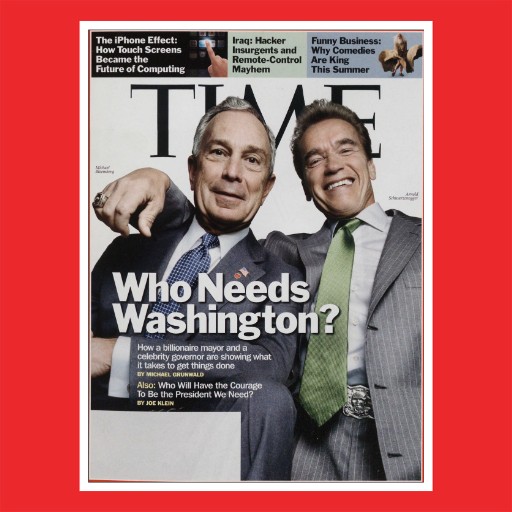 The iPhone Effect:
How Touch Screens
Became the
Future of Computing
Iraq: Hacker
Insurgents and
Remote-Control
Mayhem
Funny Business:
Why Comedies
Are King
This Summer
TIME
Michael
Bloomberg
Arnold
Schwarzenegger
Who Needs
Washington?
How a billionaire mayor and a
celebrity governor are showing what
it takes to get things done
BY MICHAEL GRUNWALD
Also: Who Will Have the Courage
To Be the President We Need?
BY JOE KLEIN